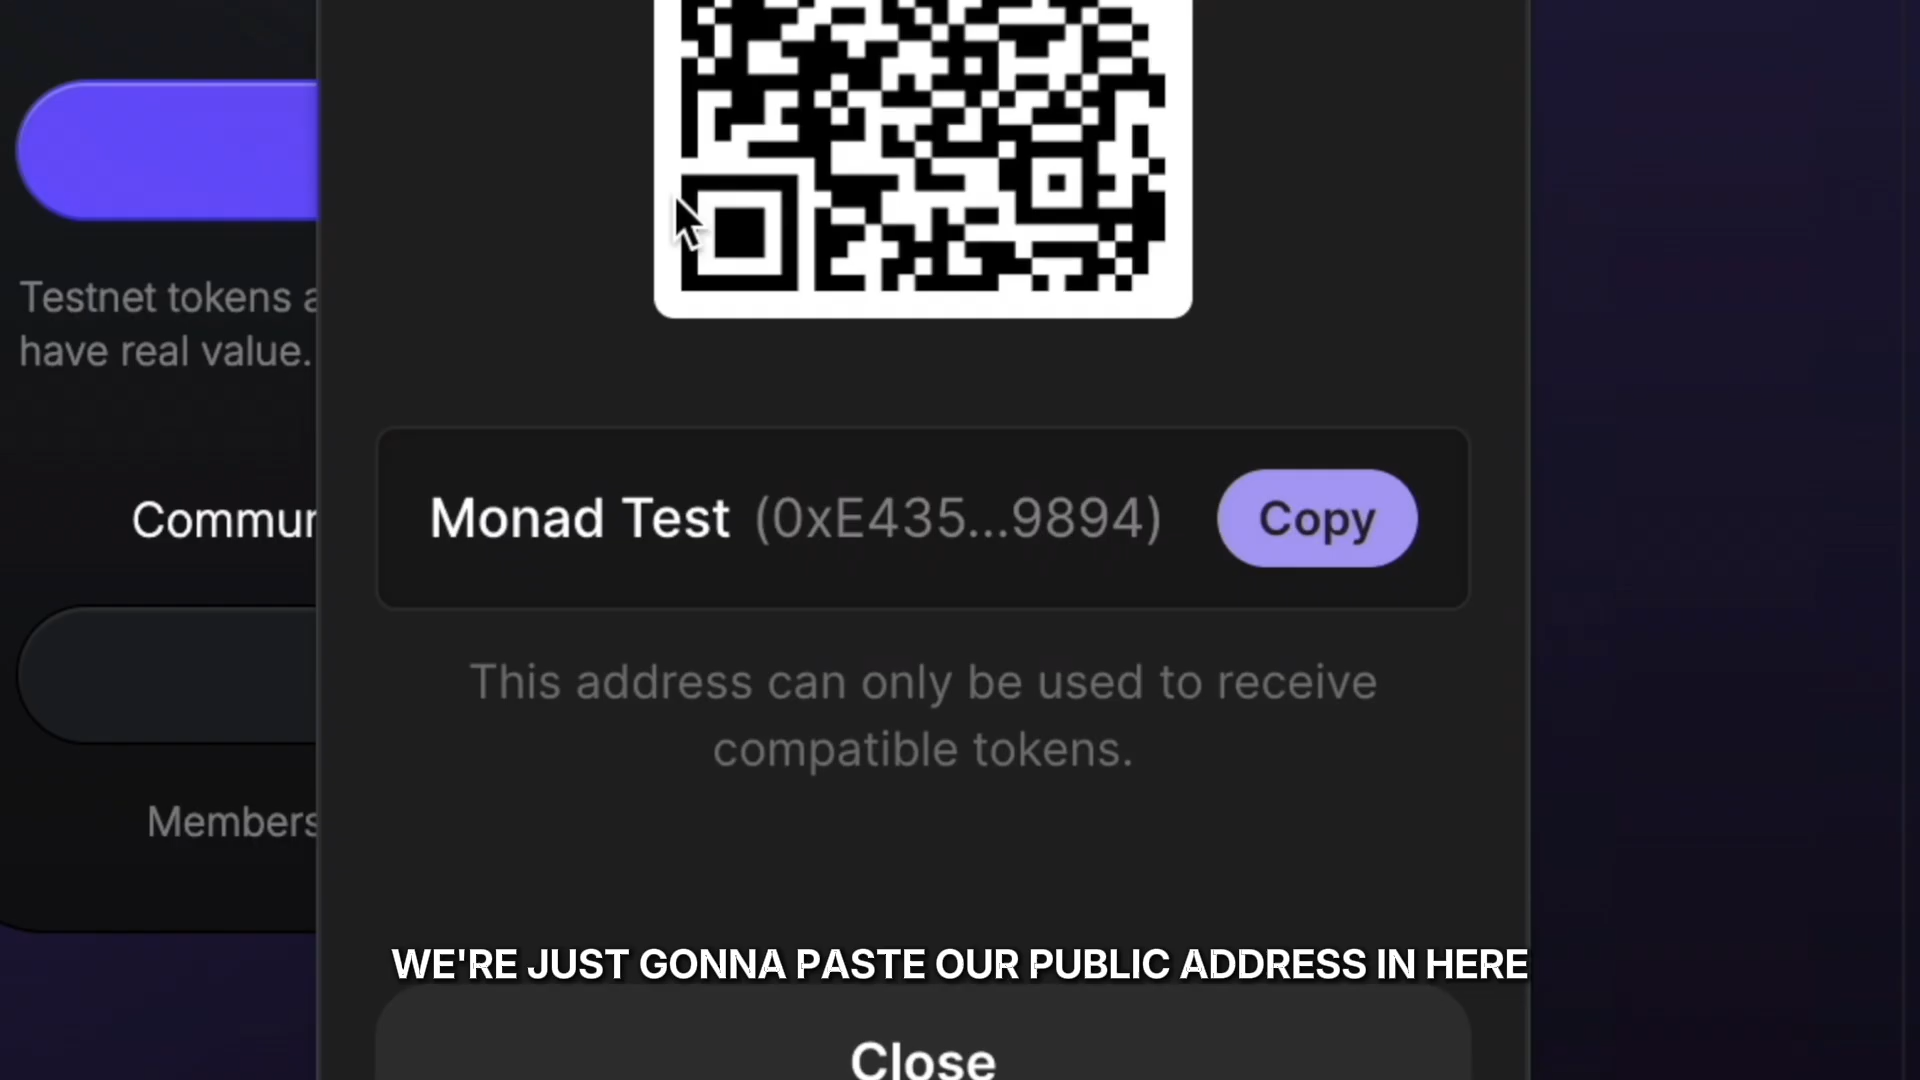 Testnet tokens
have real value.
Commun
Monad Test (0xE435...9894) Copy
This address can only be used to receive
compatible tokens.
Members
WE'RE JUST GONNA PASTE OUR PUBLIC ADDRESS IN HERE
Close